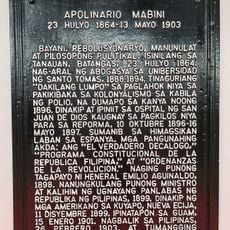 APOLINARIO MABINI
23 HULYO 1864-13 MAYO 1903
BAYANI, REBOLUSYONARYO, MANUNULAT
AT PILOSOPONG PULITIKAL. ISINILANG SA
TANAUAN, BATANGAS, 23 HULYO 1864.
NAG-ARAL NG ABOGASYA SA UNIBERSIDAD
NG SANTO TOMAS, 1888-1894. TINAGURIANG
"DAKILANG LUMPO" SA PAGLAHOK NIYA SA
PAKIKIBAKA SA KOLONYALISMO SA KABILA
NG POLIO, NA DUMAPO SA KANYA NOONG
1896. DINAKIP AT IPINIIT SA OSPITAL NG SAN
JUAN DE DIOS KAUGNAY SA PAGKILOS NIYA
PARA SA REPORMA, 10 OKTUBRE 1896-16
MAYO 1897. SUMANIB SA HIMAGSIKAN
LABAN SA ESPANYA. MGA PANGUNAHING
AKDA: ANG "EL VERDADERO DECALOGO",
"PROGRAMA CONSTITUCIONAL DE LA
REPUBLICA FILIPINA," AT "ORDENANZAS
DE LA REVOLUCION." NAGING PUNONG
TAGAPAYO NI HENERAL EMILIO AGUINALDO,
1898. NANUNGKULANG PUNONG MINISTRO
AT KALIHIM NG UGNAYANG PANLABAS NG
REPUBLIKA NG PILIPINAS, 1899. DINAKIP NG
MGA AMERIKANO SA KUYAPO, NUEVA ECIJA,
11 DISYEMBRE 1899. IPINATAPON SA GUAM,
15 ENERO 1901. NAGBALIK SA PILIPINAS,
26 PEBRERO 1903, AT TUMANGGING